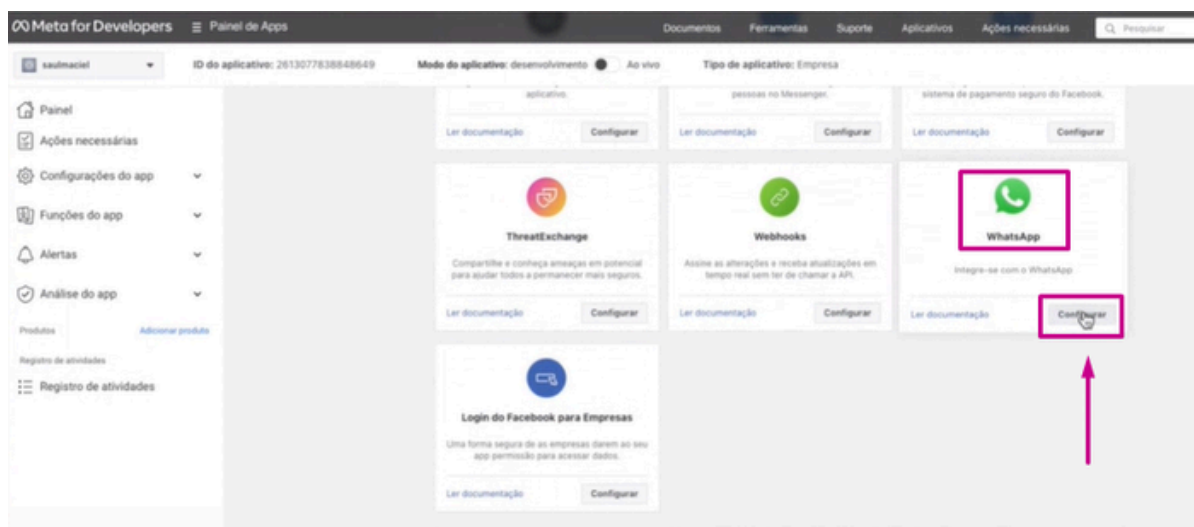 Meta for Developers
Painel de Apps
Documentos
Ferramentas
Suporte
Aplicativos
Ações necessárias
Pesquisar
saulmaciel
ID do aplicativo: 2613077838848649
Modo do aplicativo: desenvolvimento
Ao vivo
Tipo de aplicativo: Empresa
Painel
Ações necessárias
Configurações do app
Funções do app
Alertas
Análise do app
Produtos
Adicionar produto
Registro de atividades
Registro de atividades
aplicativo.
Ler documentação
Configurar
pessoas no Messenger.
Ler documentação
Configurar
sistema de pagamento seguro do Facebook.
Ler documentação
Configurar
ThreatExchange
Compartilhe e conheça ameaças em potencial
para ajudar todos a permanecer mais seguros.
Ler documentação
Configurar
Webhooks
Assine as alterações e receba atualizações em
tempo real sem ter de chamar a API.
Ler documentação
Configurar
WhatsApp
Integre-se com o WhatsApp
Ler documentação
Configurar
Login do Facebook para Empresas
Uma forma segura de as empresas darem ao seu
app permissão para acessar dados.
Ler documentação
Configurar